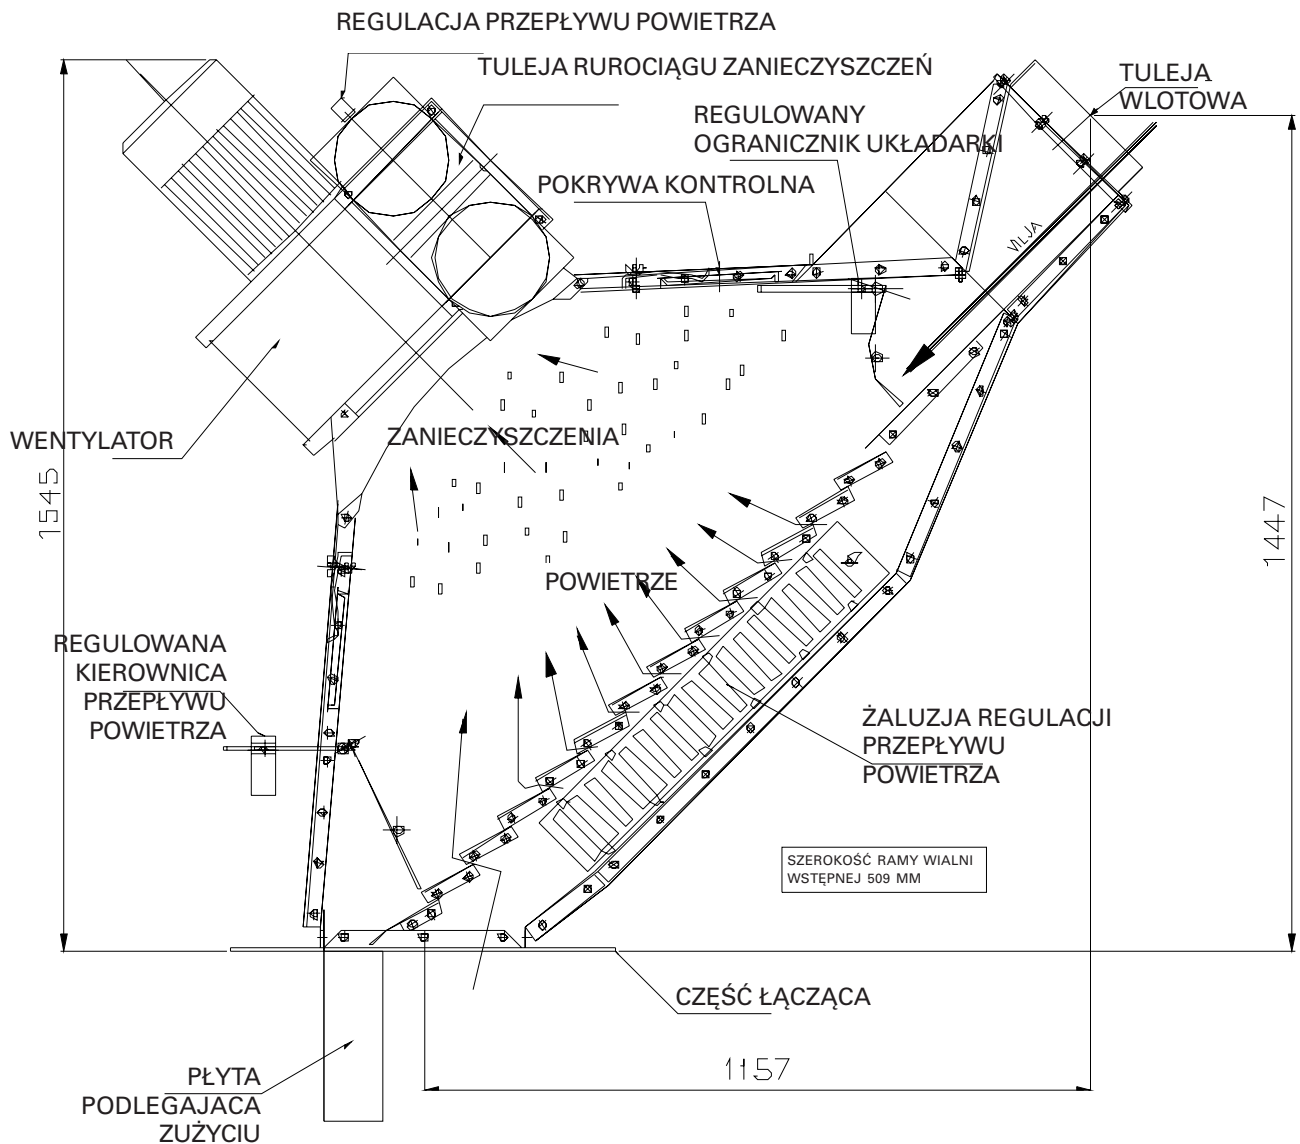 REGULACJA PRZEPŁYWU POWIETRZA
TULEJA RUROCIĄGU ZANIECZYSZCZEŃ
TULEJA
WLOTOWA
REGULOWANY
OGRANICZNIK UKŁADARKI
POKRYWA KONTROLNA
VILJA
WENTYLATOR
ZANIECZYSZCZENIA
1545
1447
POWIETRZE
REGULOWANA
KIEROWNICA
PRZEPŁYWU
POWIETRZA
ŻALUZJA REGULACJI
PRZEPŁYWU
POWIETRZA
SZEROKOŚĆ RAMY WIALNI
WSTĘPNEJ 509 MM
CZĘŚĆ ŁĄCZĄCA
1157
PŁYTA
PODLEGAJACA
ZUŻYCIU